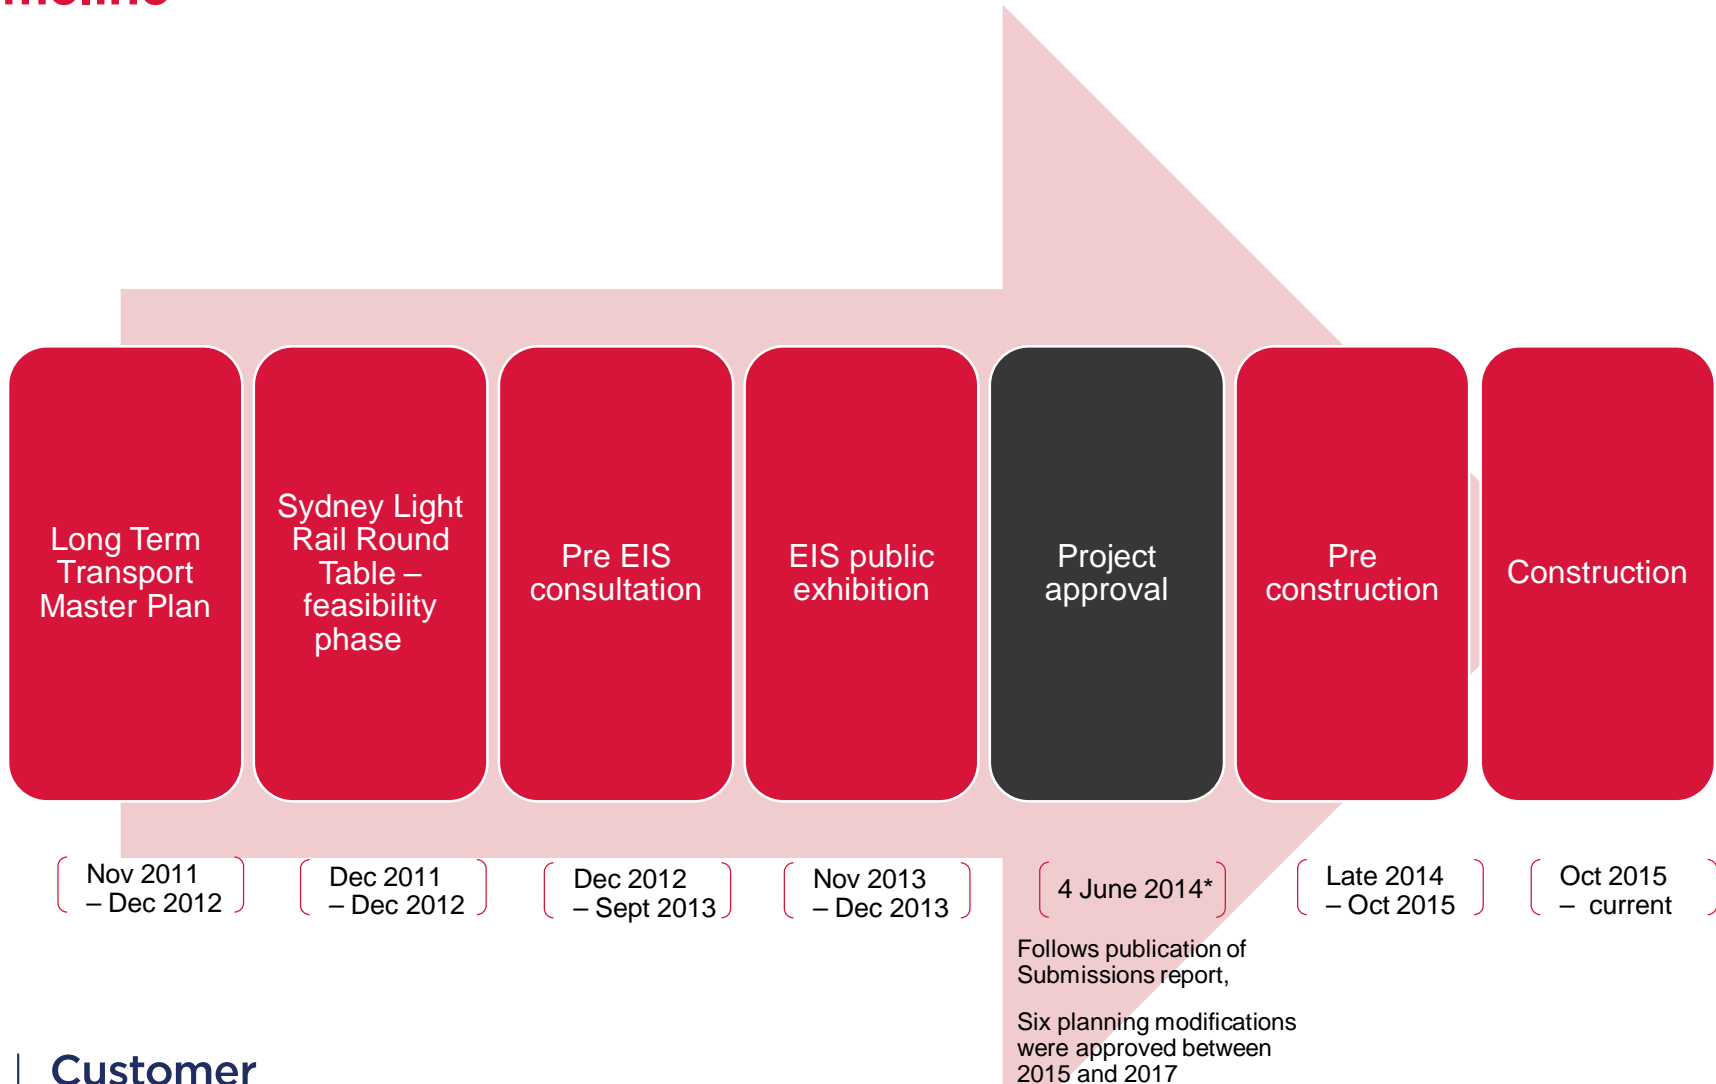 Long Term
Transport
Master Plan
Sydney Light
Rail Round
Table –
feasibility
phase
Pre EIS
consultation
EIS public
exhibition
Project
approval
Pre
construction
Construction
Nov 2011
– Dec 2012
Dec 2011
– Dec 2012
Dec 2012
– Sept 2013
Nov 2013
– Dec 2013
4 June 2014*
Late 2014
– Oct 2015
Oct 2015
– current
Follows publication of
Submissions report,
Six planning modifications
were approved between
2015 and 2017
Customer